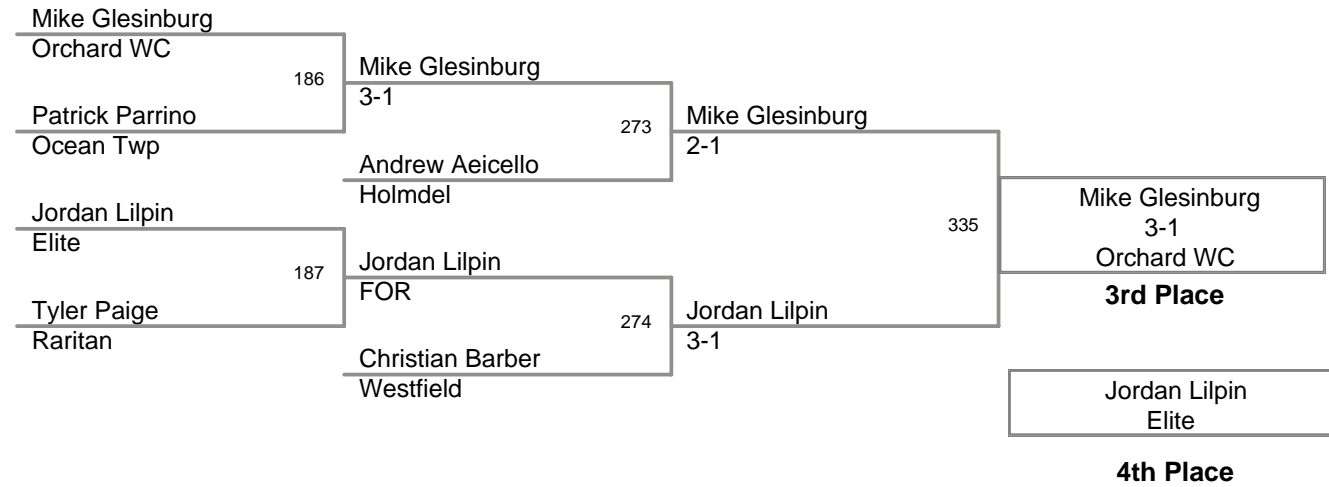 Mike Glesinburg
Orchard WC
186
Patrick Parrino
Ocean Twp
Jordan Lilpin
Elite
187
Tyler Paige
Raritan
Mike Glesinburg
3-1
273
Andrew Aeicello
Holmdel
Jordan Lilpin
FOR
274
Christian Barber
Westfield
Mike Glesinburg
2-1
335
Jordan Lilpin
3-1
Mike Glesinburg
3-1
Orchard WC
3rd Place
Jordan Lilpin
Elite
4th Place